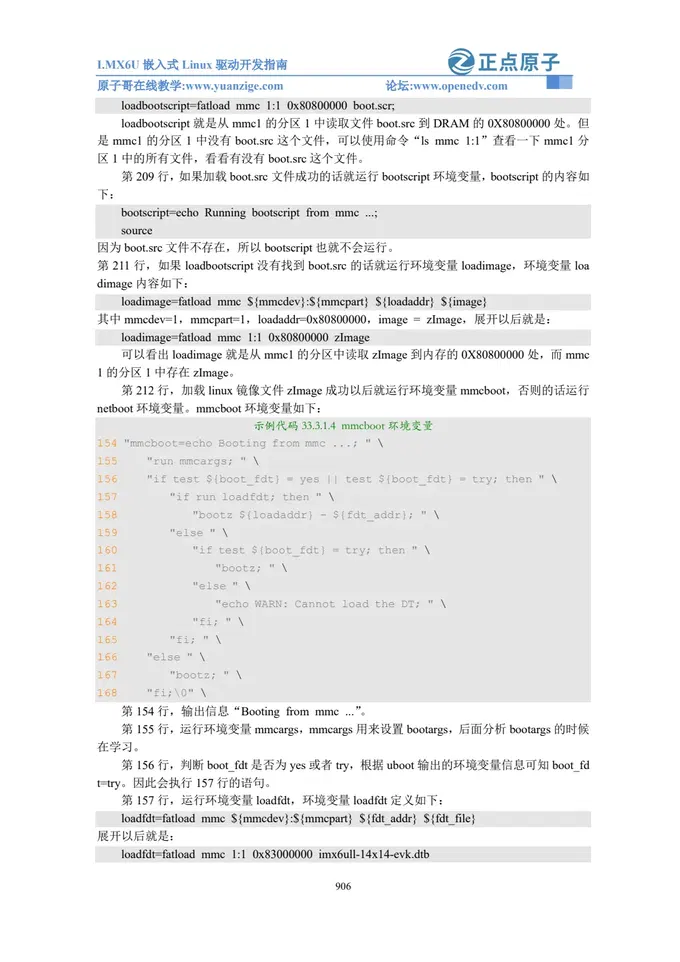 I.MX6U 嵌入式 Linux 驱动开发指南
正点原子
原子哥在线教学:www.yuanzige.com 论坛:www.openedv.com
loadbootscript=fatload mmc 1:1 0x80800000 boot.scr;
loadbootscript 就是从 mmc1 的分区 1 中读取文件 boot.src 到 DRAM 的 0X80800000 处。但
是 mmc1 的分区 1 中没有 boot.src 这个文件，可以使用命令“ls mmc 1:1”查看一下 mmc1 分
区 1 中的所有文件，看看有没有 boot.src 这个文件。
第 209 行，如果加载 boot.src 文件成功的话就运行 bootscript 环境变量，bootscript 的内容如
下：
bootscript=echo Running bootscript from mmc ...;
source
因为 boot.src 文件不存在，所以 bootscript 也就不会运行。
第 211 行，如果 loadbootscript 没有找到 boot.src 的话就运行环境变量 loadimage，环境变量 loa
dimage 内容如下：
loadimage=fatload mmc ${mmcdev}:${mmcpart} ${loadaddr} ${image}
其中 mmcdev=1，mmcpart=1，loadaddr=0x80800000，image = zImage，展开以后就是：
loadimage=fatload mmc 1:1 0x80800000 zImage
可以看出 loadimage 就是从 mmc1 的分区中读取 zImage 到内存的 0X80800000 处，而 mmc
1 的分区 1 中存在 zImage。
第 212 行，加载 linux 镜像文件 zImage 成功以后就运行环境变量 mmcboot，否则的话运行
netboot 环境变量。mmcboot 环境变量如下：
示例代码 33.3.1.4 mmcboot 环境变量
154 "mmcboot=echo Booting from mmc ...; " \
155 "run mmcargs; " \
156 "if test ${boot_fdt} = yes || test ${boot_fdt} = try; then " \
157 "if run loadfdt; then " \
158 "bootz ${loadaddr} - ${fdt_addr}; " \
159 "else " \
160 "if test ${boot_fdt} = try; then " \
161 "bootz; " \
162 "else " \
163 "echo WARN: Cannot load the DT; " \
164 "fi; " \
165 "fi; " \
166 "else " \
167 "bootz; " \
168 "fi;\0" \
第 154 行，输出信息“Booting from mmc ...”。
第 155 行，运行环境变量 mmcargs，mmcargs 用来设置 bootargs，后面分析 bootargs 的时候
在学习。
第 156 行，判断 boot_fdt 是否为 yes 或者 try，根据 uboot 输出的环境变量信息可知 boot_fd
t=try。因此会执行 157 行的语句。
第 157 行，运行环境变量 loadfdt，环境变量 loadfdt 定义如下：
loadfdt=fatload mmc ${mmcdev}:${mmcpart} ${fdt_addr} ${fdt_file}
展开以后就是：
loadfdt=fatload mmc 1:1 0x83000000 imx6ull-14x14-evk.dtb
906